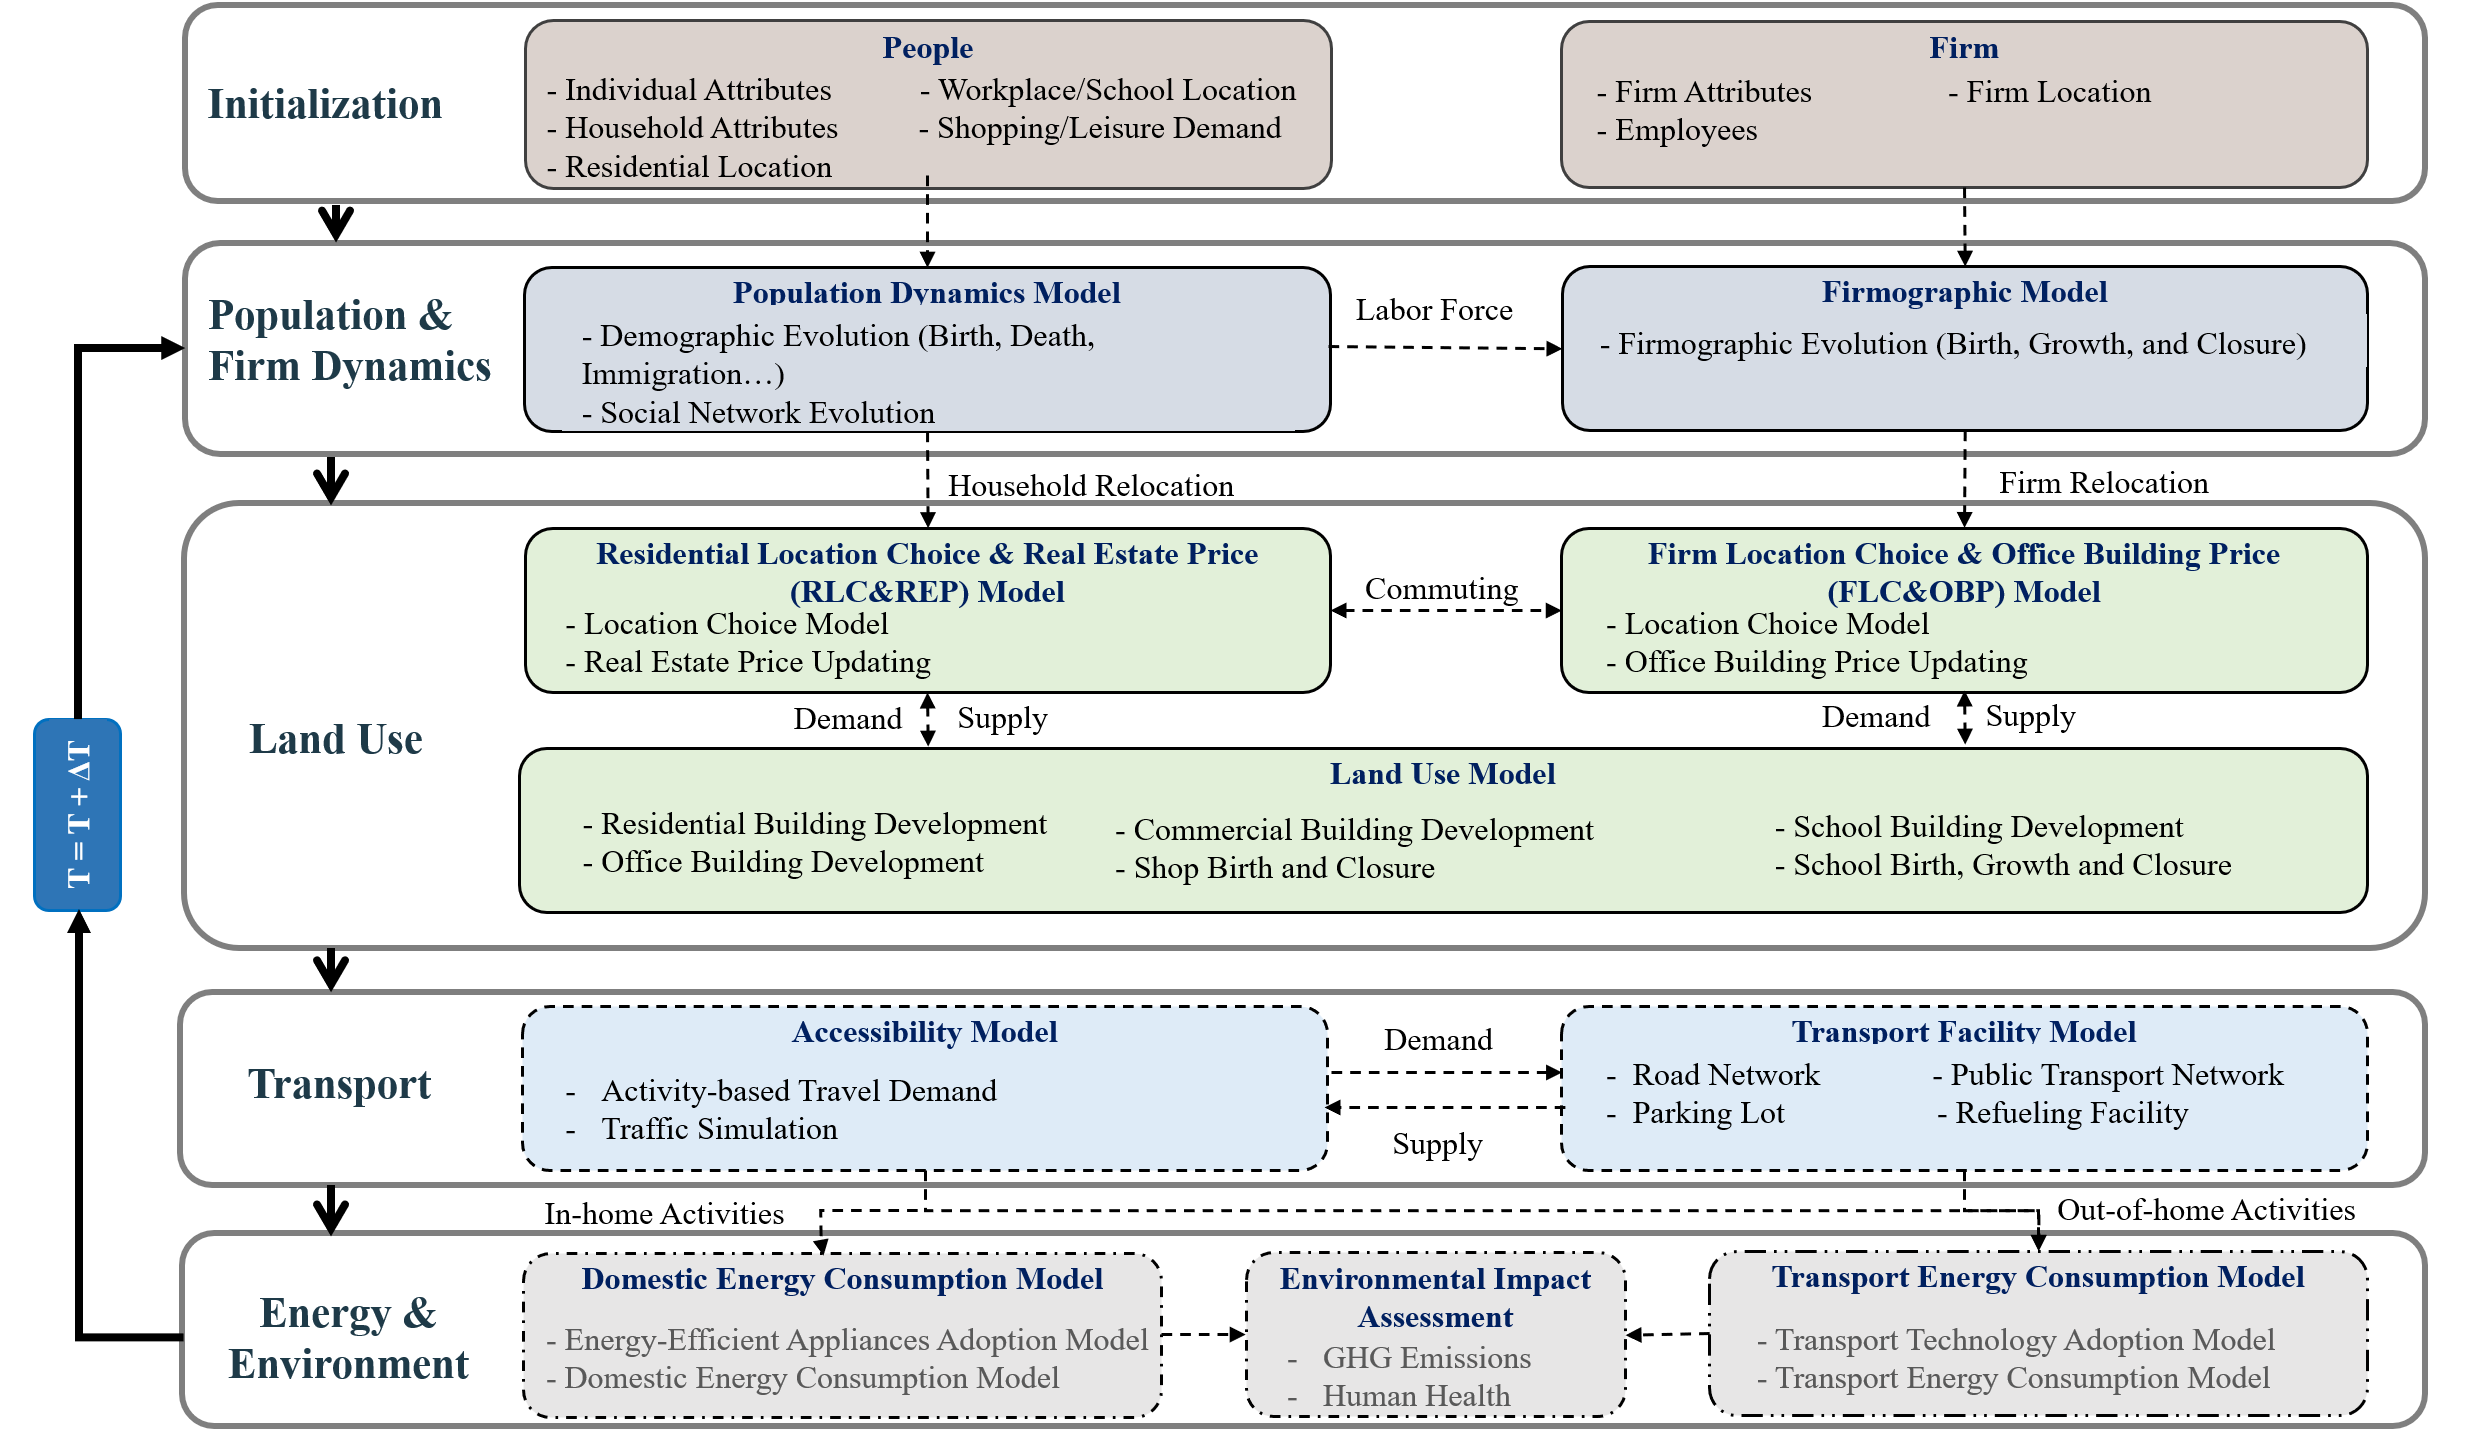 Initialization
People
- Individual Attributes
- Household Attributes
- Residential Location
- Workplace/School Location
- Shopping/Leisure Demand
Firm
- Firm Attributes
- Employees
- Firm Location
Population &
Firm Dynamics
Population Dynamics Model
- Demographic Evolution (Birth, Death,
Immigration…)
- Social Network Evolution
Labor Force
Firmographic Model
- Firmographic Evolution (Birth, Growth, and Closure)
Household Relocation
Firm Relocation
Land Use
Residential Location Choice & Real Estate Price
(RLC&REP) Model
- Location Choice Model
- Real Estate Price Updating
Commuting
Firm Location Choice & Office Building Price
(FLC&OBP) Model
- Location Choice Model
- Office Building Price Updating
Demand
Supply
Demand
Supply
Land Use Model
- Residential Building Development
- Office Building Development
- Commercial Building Development
- Shop Birth and Closure
- School Building Development
- School Birth, Growth and Closure
T = T + ΔT
Transport
Accessibility Model
- Activity-based Travel Demand
- Traffic Simulation
Demand
Supply
Transport Facility Model
- Road Network
- Parking Lot
- Public Transport Network
- Refueling Facility
In-home Activities
Out-of-home Activities
Energy &
Environment
Domestic Energy Consumption Model
- Energy-Efficient Appliances Adoption Model
- Domestic Energy Consumption Model
Environmental Impact
Assessment
- GHG Emissions
- Human Health
Transport Energy Consumption Model
- Transport Technology Adoption Model
- Transport Energy Consumption Model